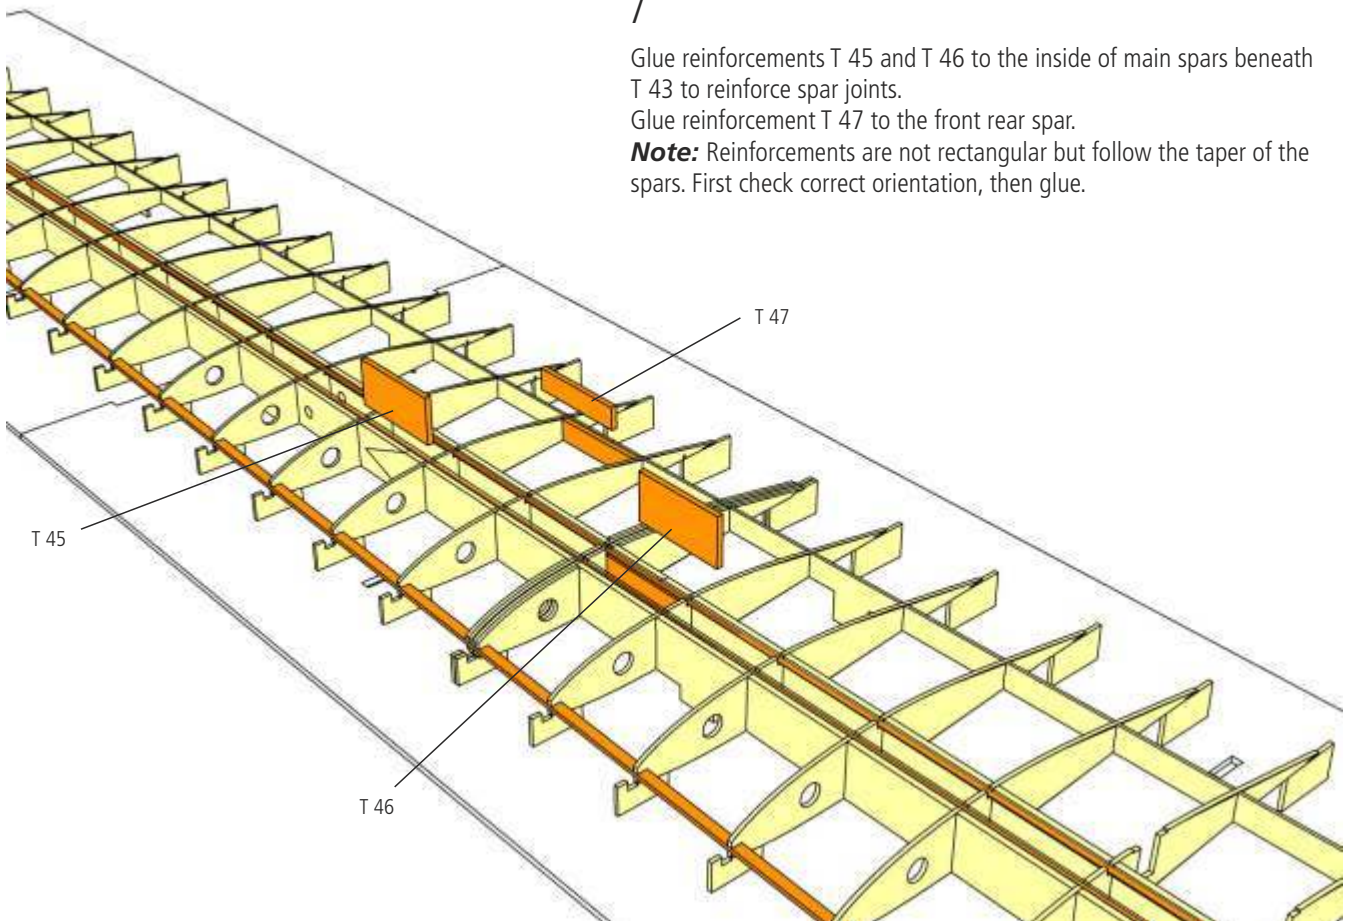 Glue reinforcements T 45 and T 46 to the inside of main spars beneath
T 43 to reinforce spar joints.
Glue reinforcement T 47 to the front rear spar.
Note: Reinforcements are not rectangular but follow the taper of the
spars. First check correct orientation, then glue.
T 47
T 45
T 46